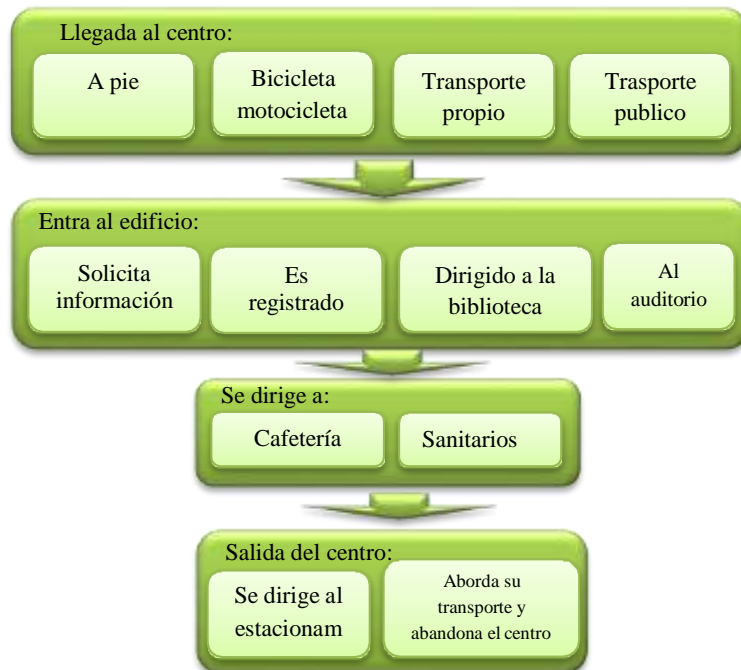 Llegada al centro:
A pie
Bicicleta
motocicleta
Transporte
propio
Trasporte
publico
Entra al edificio:
Solicita
información
Es
registrado
Dirigido a la
biblioteca
Al
auditorio
Se dirige a:
Cafetería
Sanitarios
Salida del centro:
Se dirige al
estacionam
Aborda su
transporte y
abandona el centro